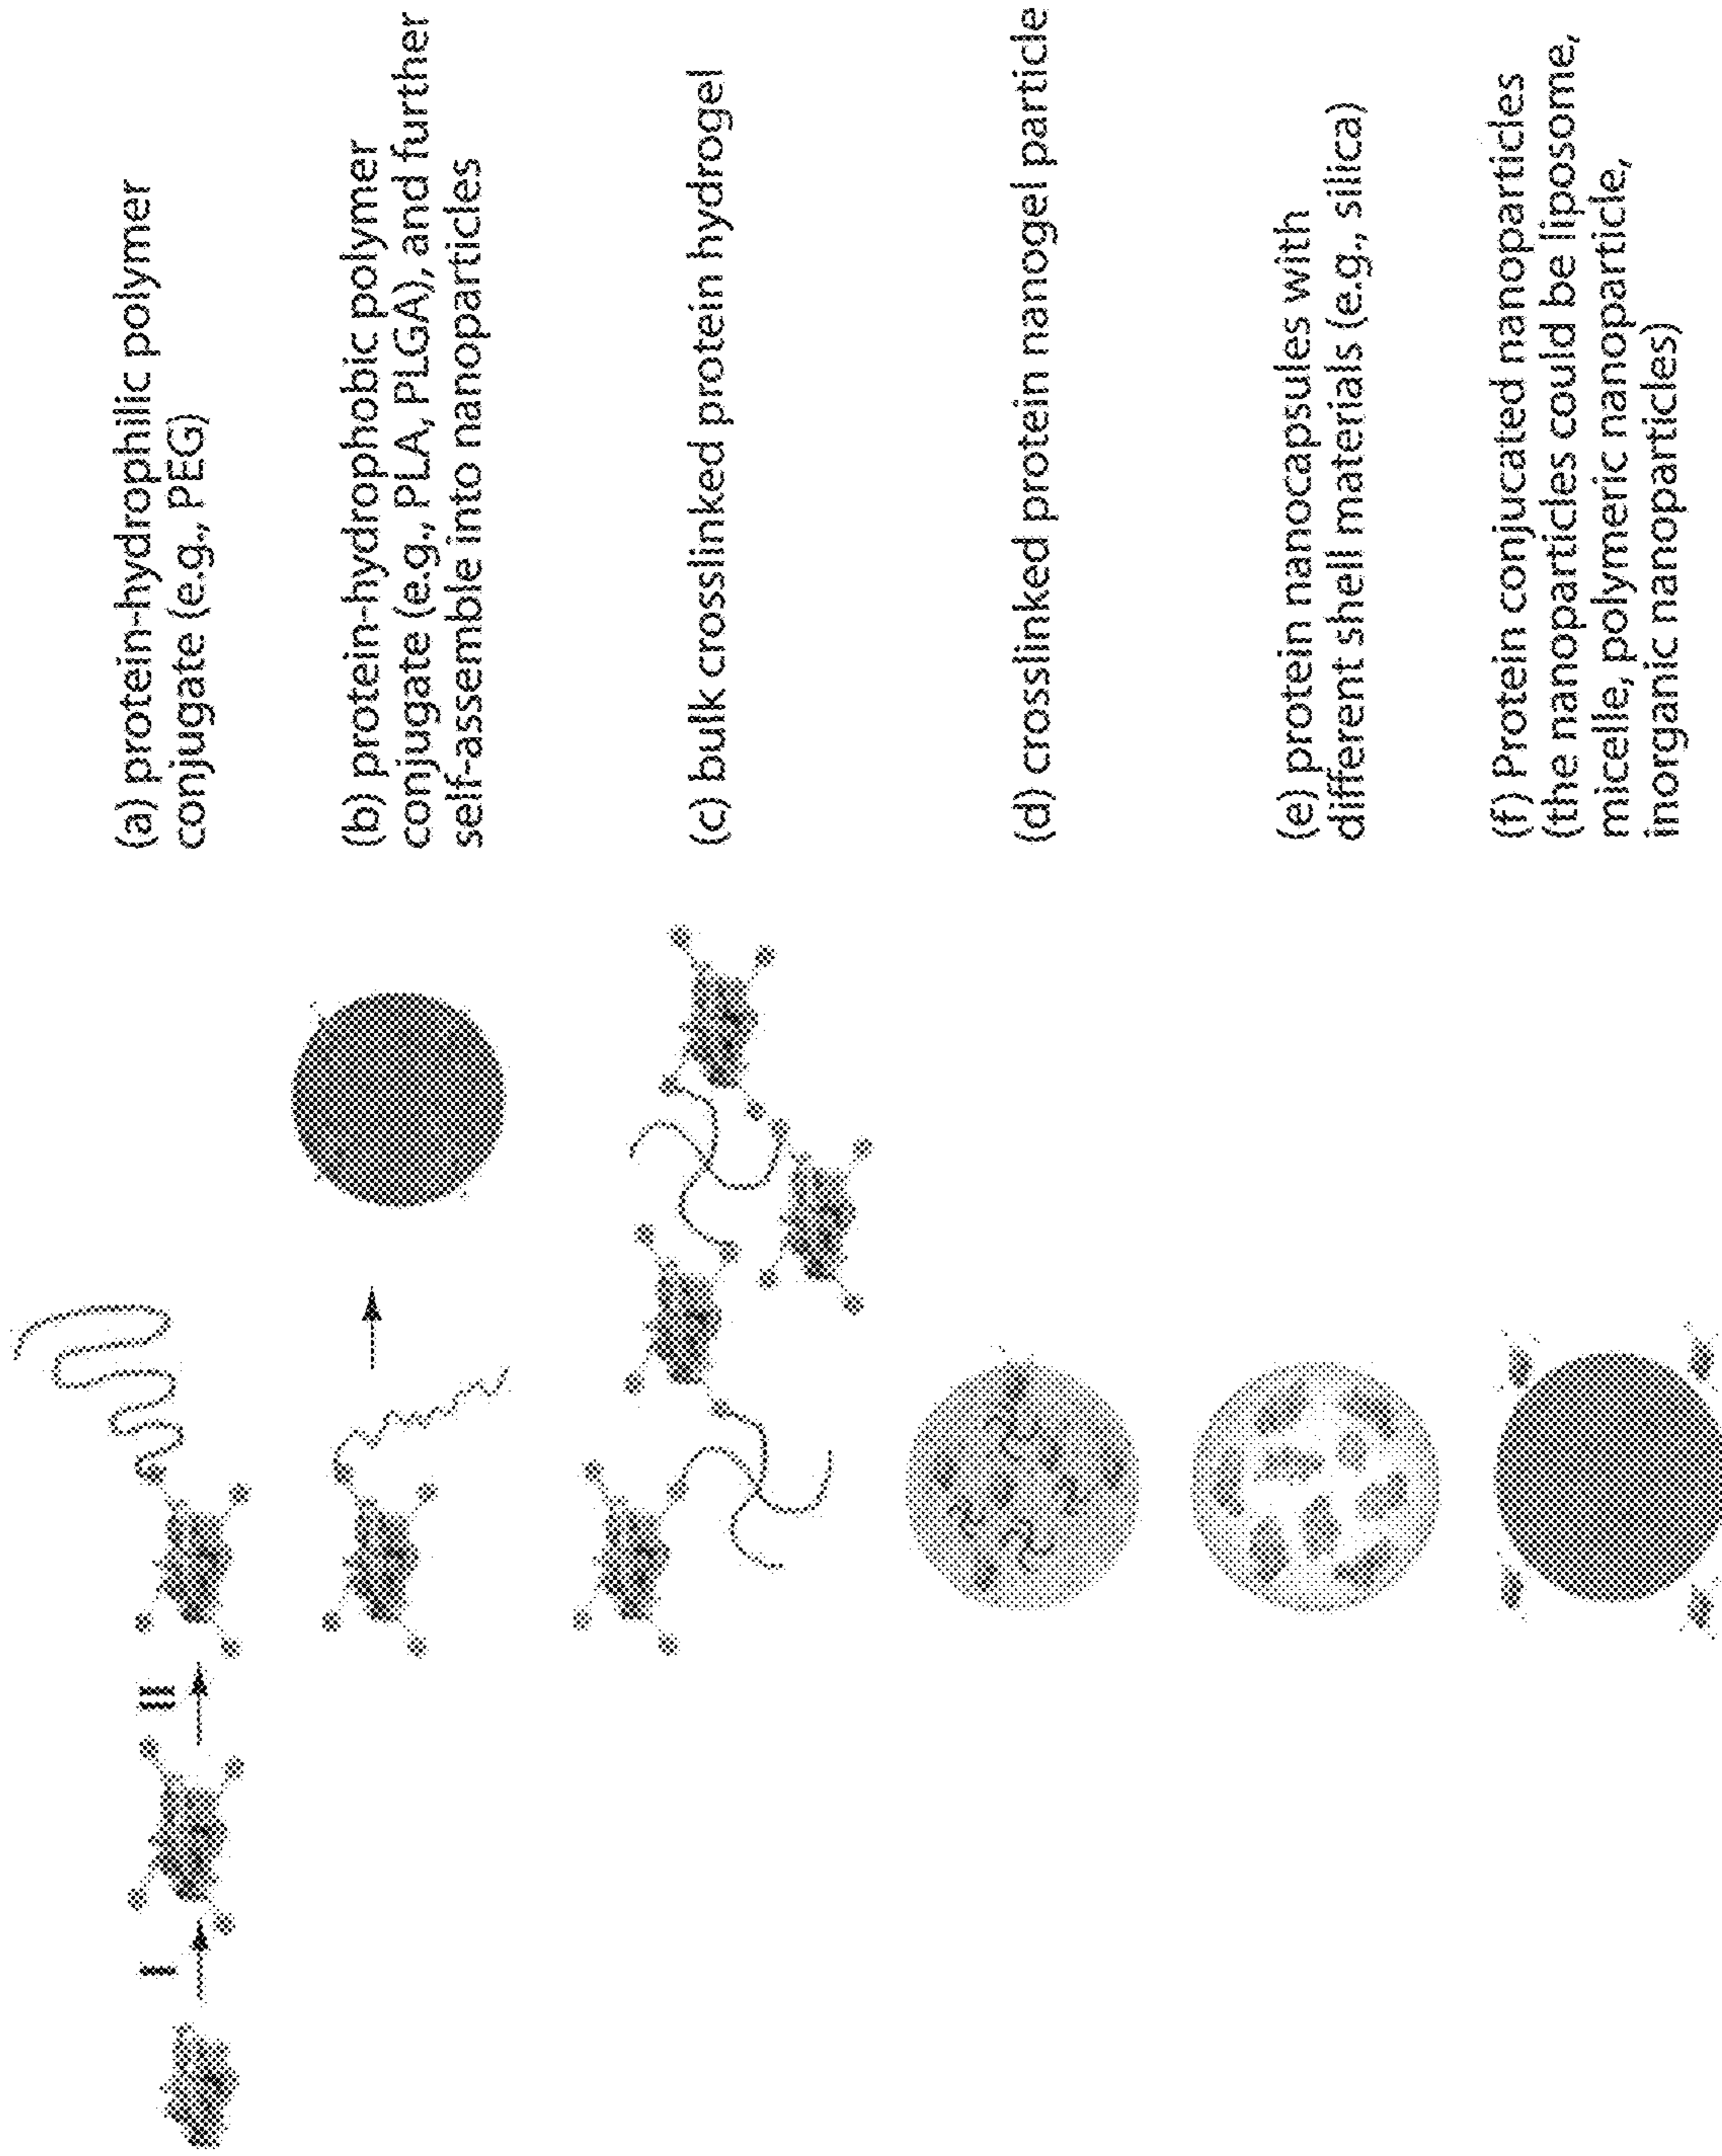 I
II
(a) protein-hydrophilic polymer
conjugate (e.g., PEG)
(b) protein-hydrophobic polymer
conjugate (e.g., PLA, PLGA), and further
self-assemble into nanoparticles
(c) bulk crosslinked protein hydrogel
(d) crosslinked protein nanogel particle
(e) protein nanocapsules with
different shell materials (e.g., silica)
(f) Protein conjucated nanoparticles
(the nanoparticles could be liposome,
micelle, polymeric nanoparticle,
inorganic nanoparticles)